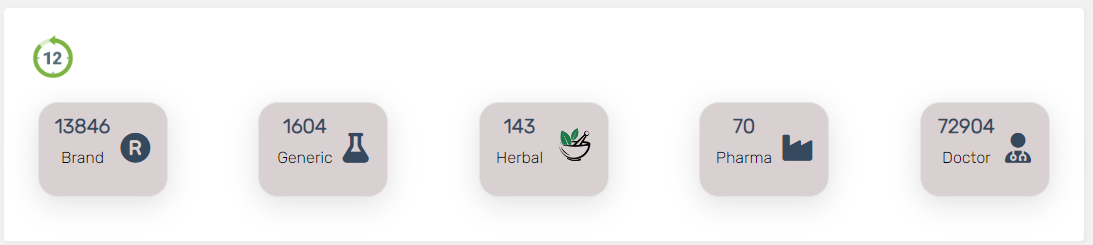 12
13846
Brand
R
1604
Generic
143
Herbal
70
Pharma
72904
Doctor